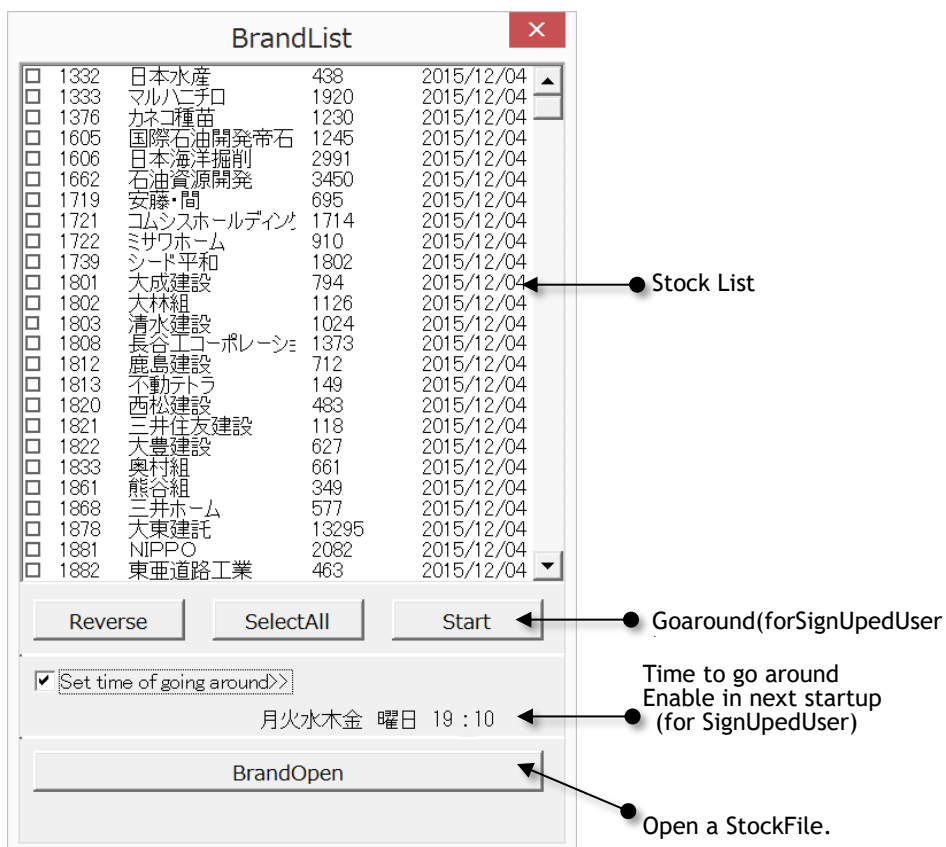 BrandList
1332 日本水産 438 2015/12/04
1333 マルハニチロ 1920 2015/12/04
1376 カネコ種苗 1230 2015/12/04
1605 国際石油開発帝石 1245 2015/12/04
1606 日本海洋掘削 2991 2015/12/04
1662 石油資源開発 3450 2015/12/04
1719 安藤・間 695 2015/12/04
1721 コムシスホールディング 1714 2015/12/04
1722 ミサワホーム 910 2015/12/04
1739 シード平和 1802 2015/12/04
1801 大成建設 794 2015/12/04
Stock List
1802 大林組 1126 2015/12/04
1803 清水建設 1024 2015/12/04
1808 長谷工コーポレーショ 1373 2015/12/04
1812 鹿島建設 712 2015/12/04
1813 不動テトラ 149 2015/12/04
1820 西松建設 483 2015/12/04
1821 三井住友建設 118 2015/12/04
1822 大豊建設 627 2015/12/04
1833 奥村組 661 2015/12/04
1861 熊谷組 349 2015/12/04
1868 三井ホーム 577 2015/12/04
1878 大東建託 13295 2015/12/04
1881 NIPPO 2082 2015/12/04
1882 東亜道路工業 463 2015/12/04
Reverse SelectAll Start
Goaround(forSignUpedUser
Set time of going around>>
月火水木金 曜日 19：10
Time to go around
Enable in next startup
(for SignUpedUser)
BrandOpen
Open a StockFile.